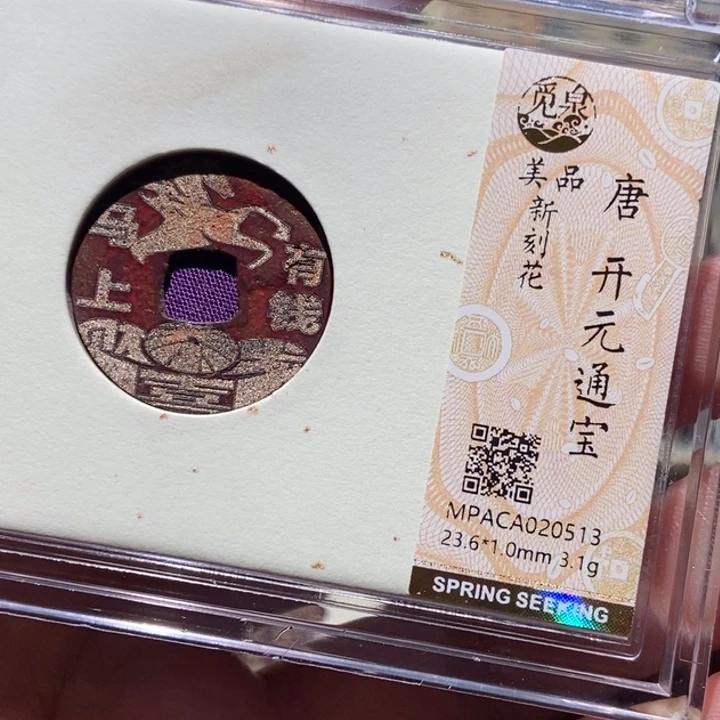 马上
有钱
觅泉
美品
新刻花
唐
开元通宝
MPACA020513
23.6*1.0mm 3.1g
SPRING SEEKING